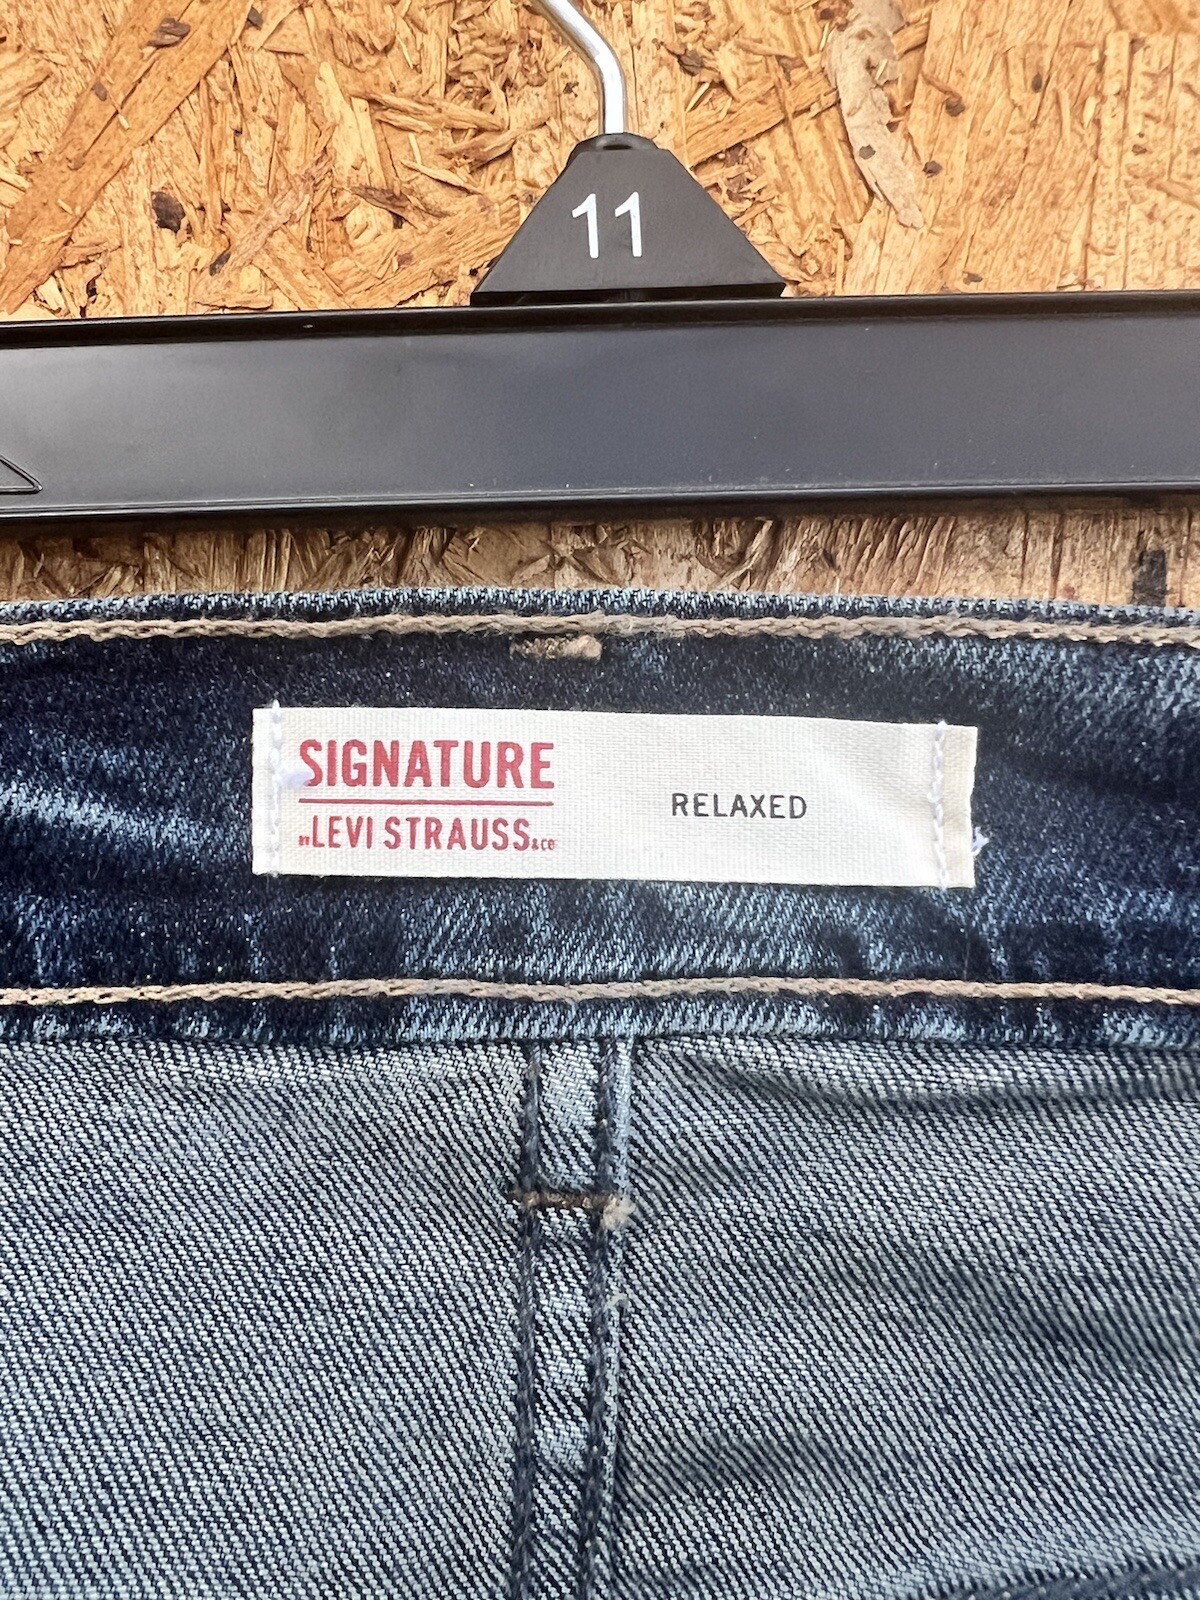 11
SIGNATURE
BY LEVI STRAUSS & CO
RELAXED